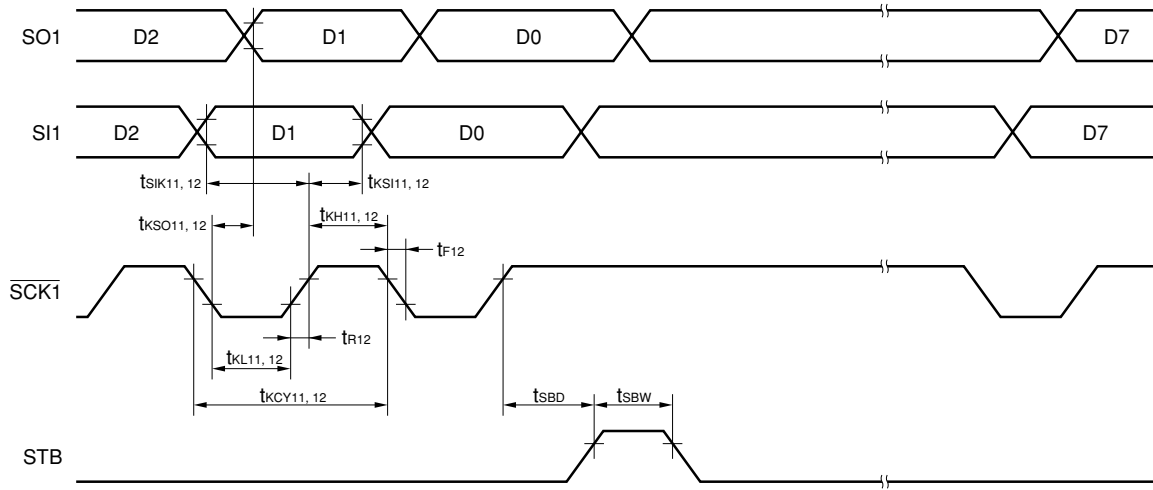 SO1 D2 D1 D0 D7
SI1 D2 D1 D0 D7
tSIK11, 12 tKSI11, 12
tKSO11, 12 tKH11, 12
tF12
SCK1
tR12
tKL11, 12
tKCY11, 12 tSBD tSBW
STB